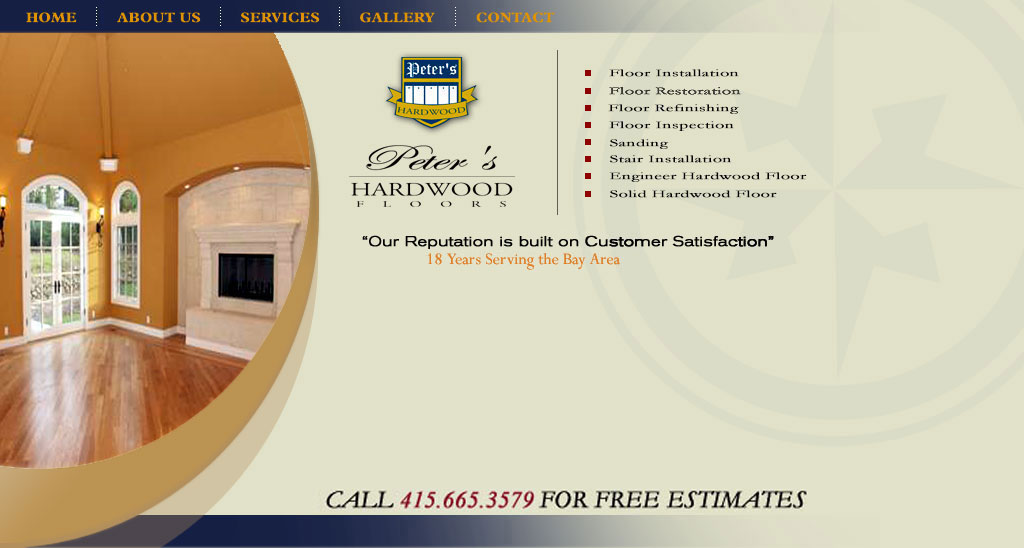 HOME ABOUT US SERVICES GALLERY CONTACT
Peter's
HARDWOOD
Peter's
HARDWOOD
FLOORS
Floor Installation
Floor Restoration
Floor Refinishing
Floor Inspection
Sanding
Stair Installation
Engineer Hardwood Floor
Solid Hardwood Floor
“Our Reputation is built on Customer Satisfaction”
18 Years Serving the Bay Area
CALL 415.665.3579 FOR FREE ESTIMATES